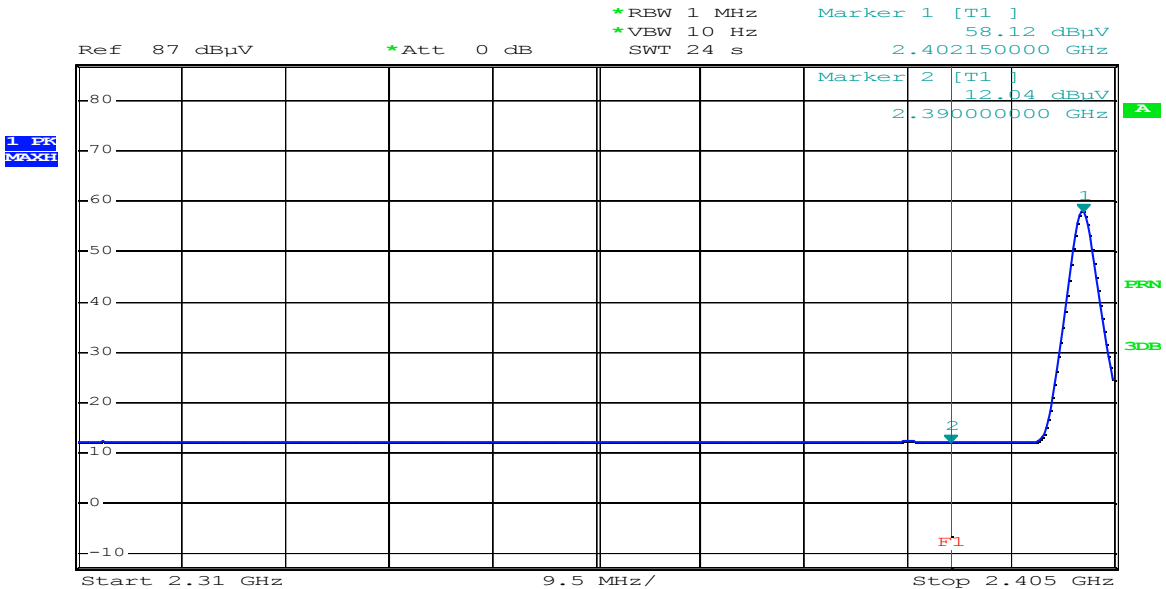 *RBW 1 MHz Marker 1 [T1 ]
*VBW 10 Hz 58.12 dBµV
Ref 87 dBµV *Att 0 dB SWT 24 s 2.402150000 GHz
Marker 2 [T1 ]
80 12.04 dBµV
2.390000000 GHz A
1 PK
MAXH
70
60 1
50
PRN
40
30 3DB
20
2
10
0
F1
-10
Start 2.31 GHz 9.5 MHz/ Stop 2.405 GHz